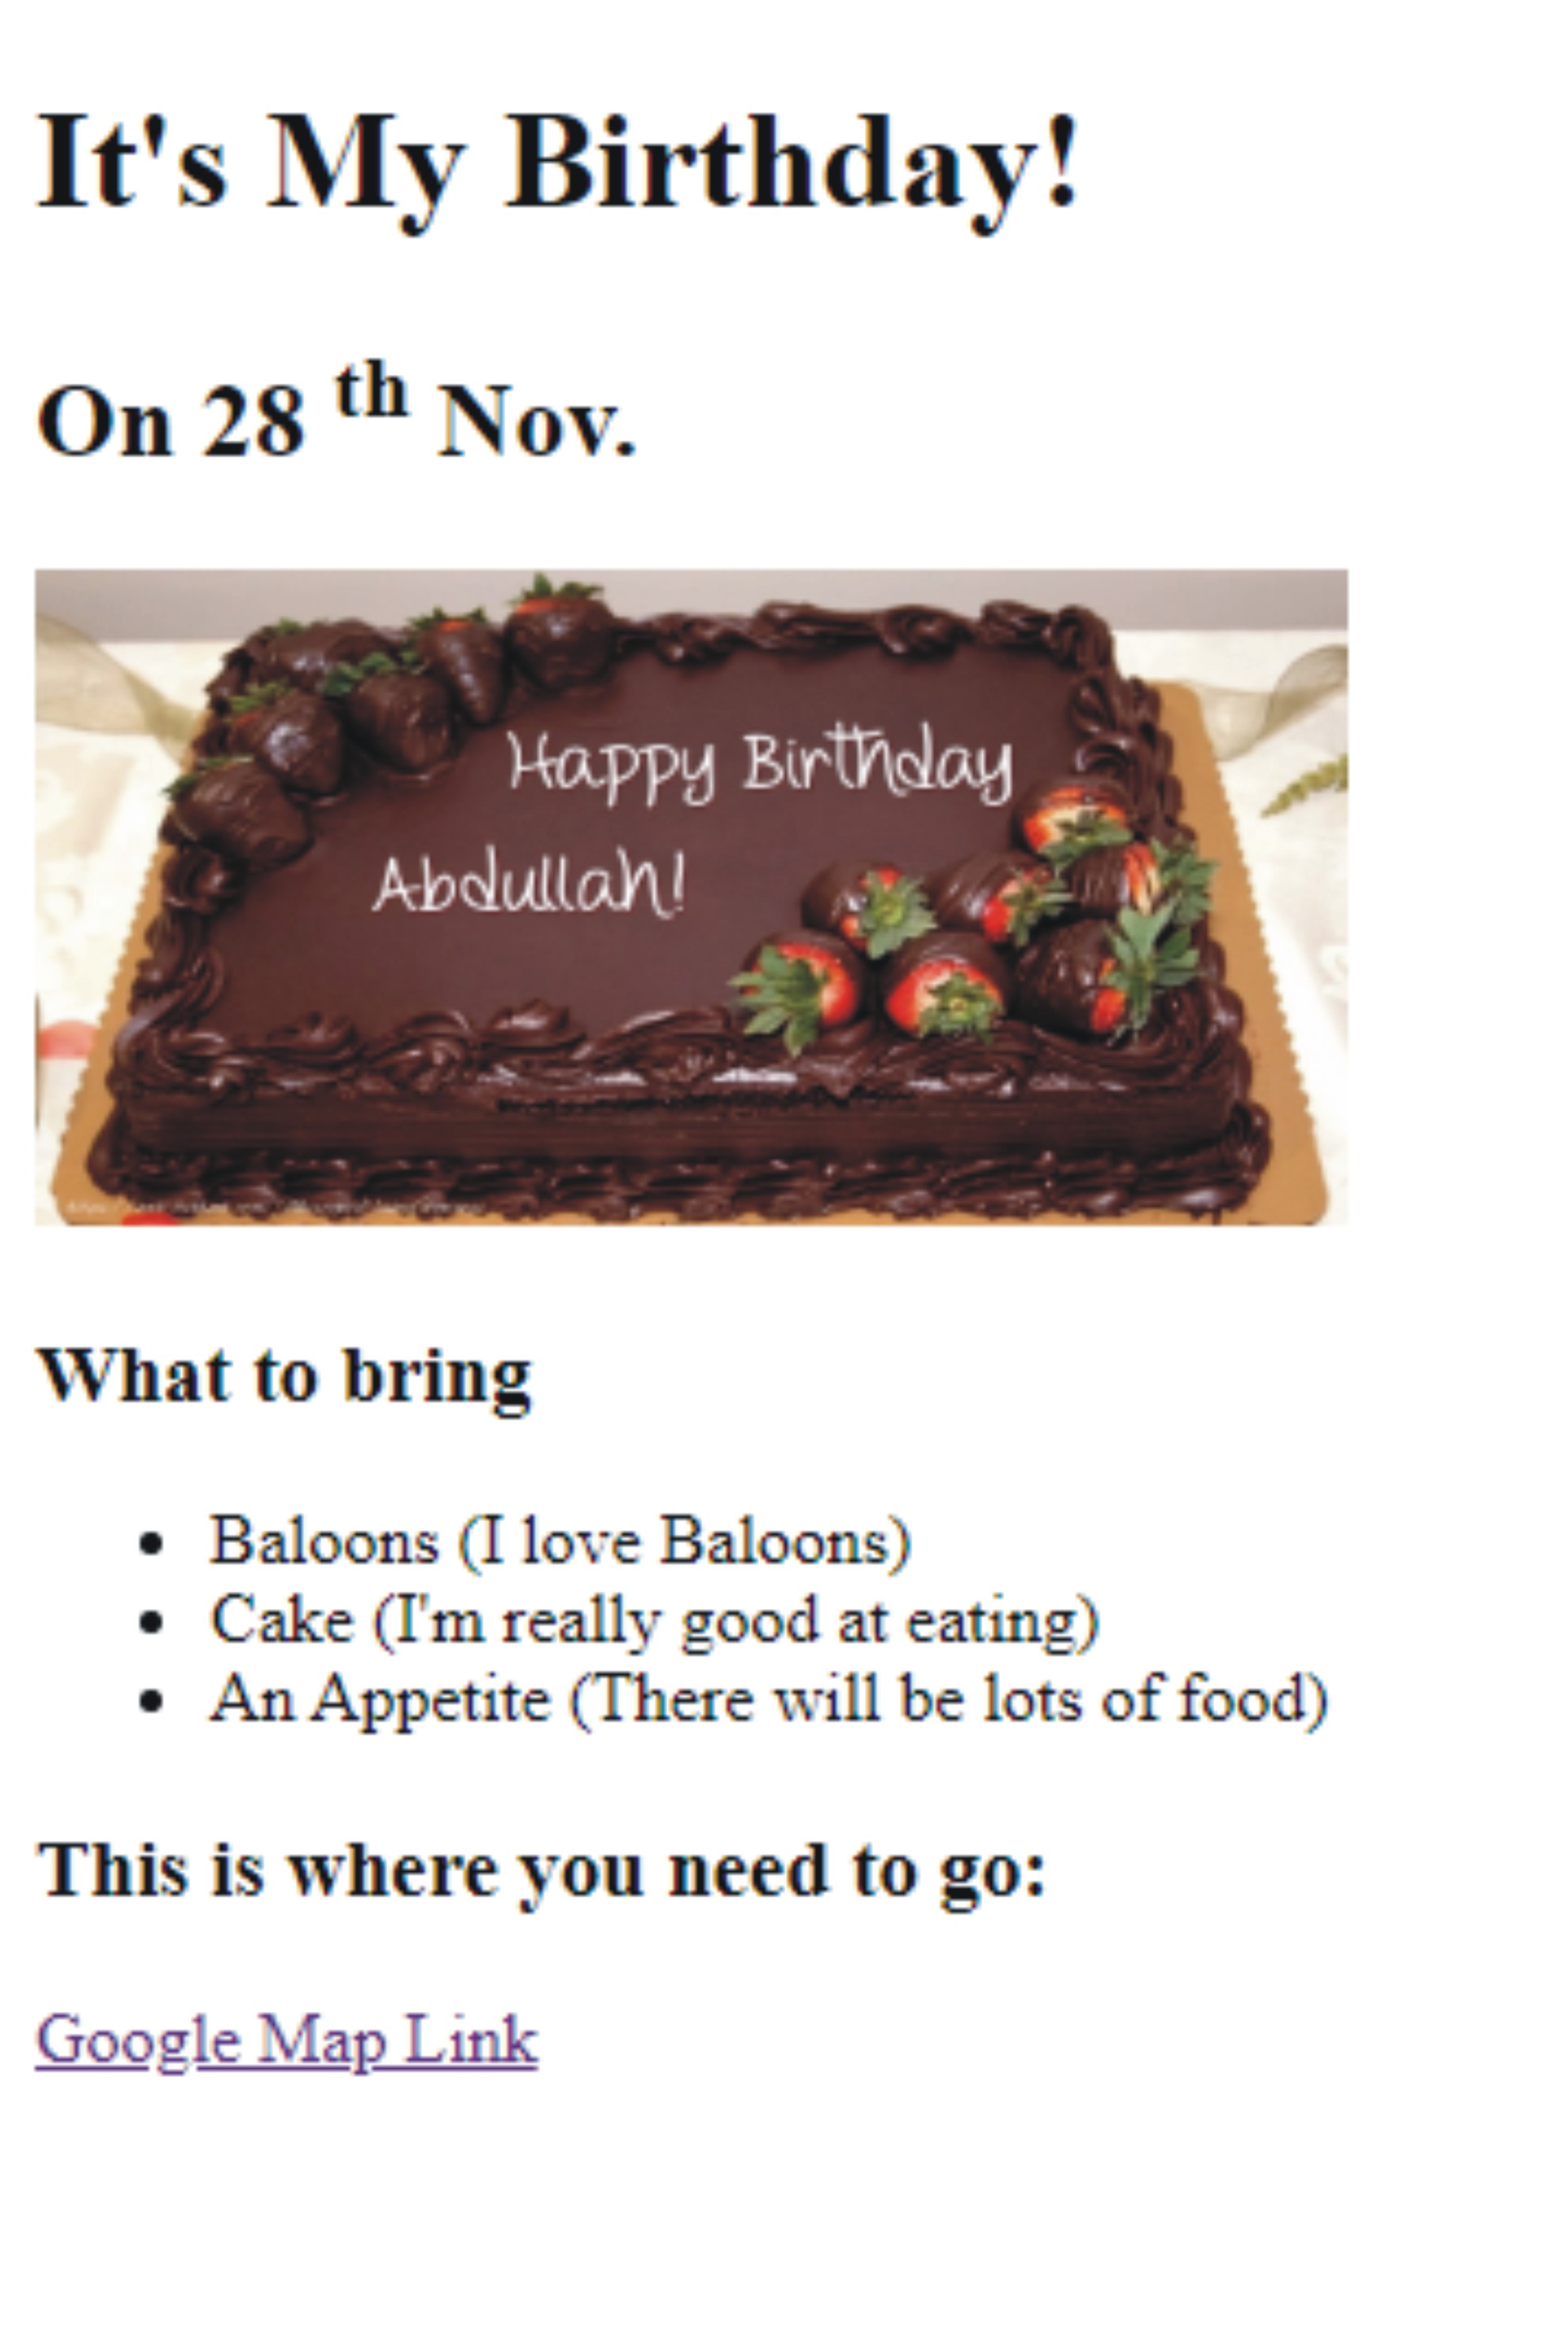 It's My Birthday!
On 28 th Nov.
Happy Birthday
Abdullah!
What to bring
Baloons (I love Baloons)
Cake (I'm really good at eating)
An Appetite (There will be lots of food)
This is where you need to go:
Google Map Link